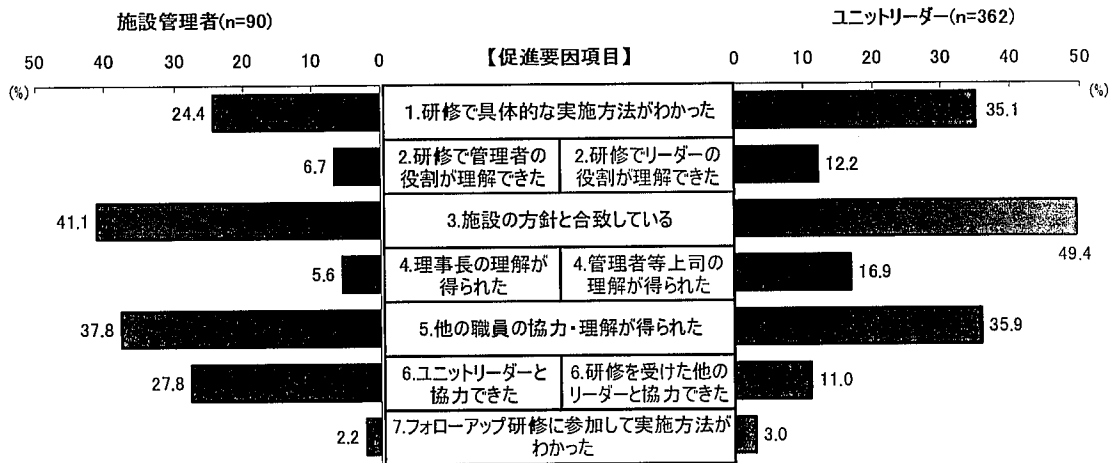 施設管理者(n=90)
ユニットリーダー(n=362)
50 40 30 20 10 0
【促進要因項目】
0 10 20 30 40 50
(%)
(%)
24.4
1.研修で具体的な実施方法がわかった
35.1
6.7
2.研修で管理者の
役割が理解できた
2.研修でリーダーの
役割が理解できた
12.2
41.1
3.施設の方針と合致している
49.4
5.6
4.理事長の理解が
得られた
4.管理者等上司の
理解が得られた
16.9
37.8
5.他の職員の協力・理解が得られた
35.9
27.8
6.ユニットリーダーと
協力できた
6.研修を受けた他の
リーダーと協力できた
11.0
2.2
7.フォローアップ研修に参加して実施方法が
わかった
3.0